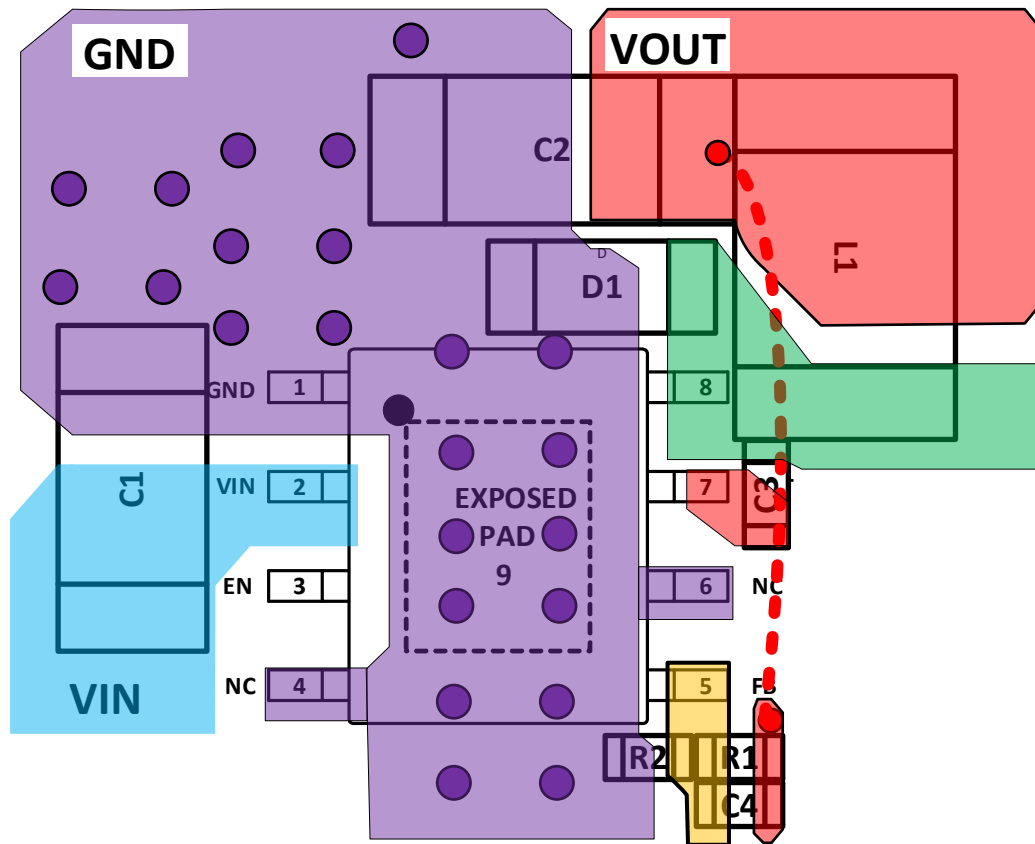 GND
VOUT
C2
L1
D
D1
GND
1
8
C1
VIN
2
7
C3
EXPOSED
PAD
9
EN
3
6
NC
NC
4
5
FB
VIN
R2
R1
C4